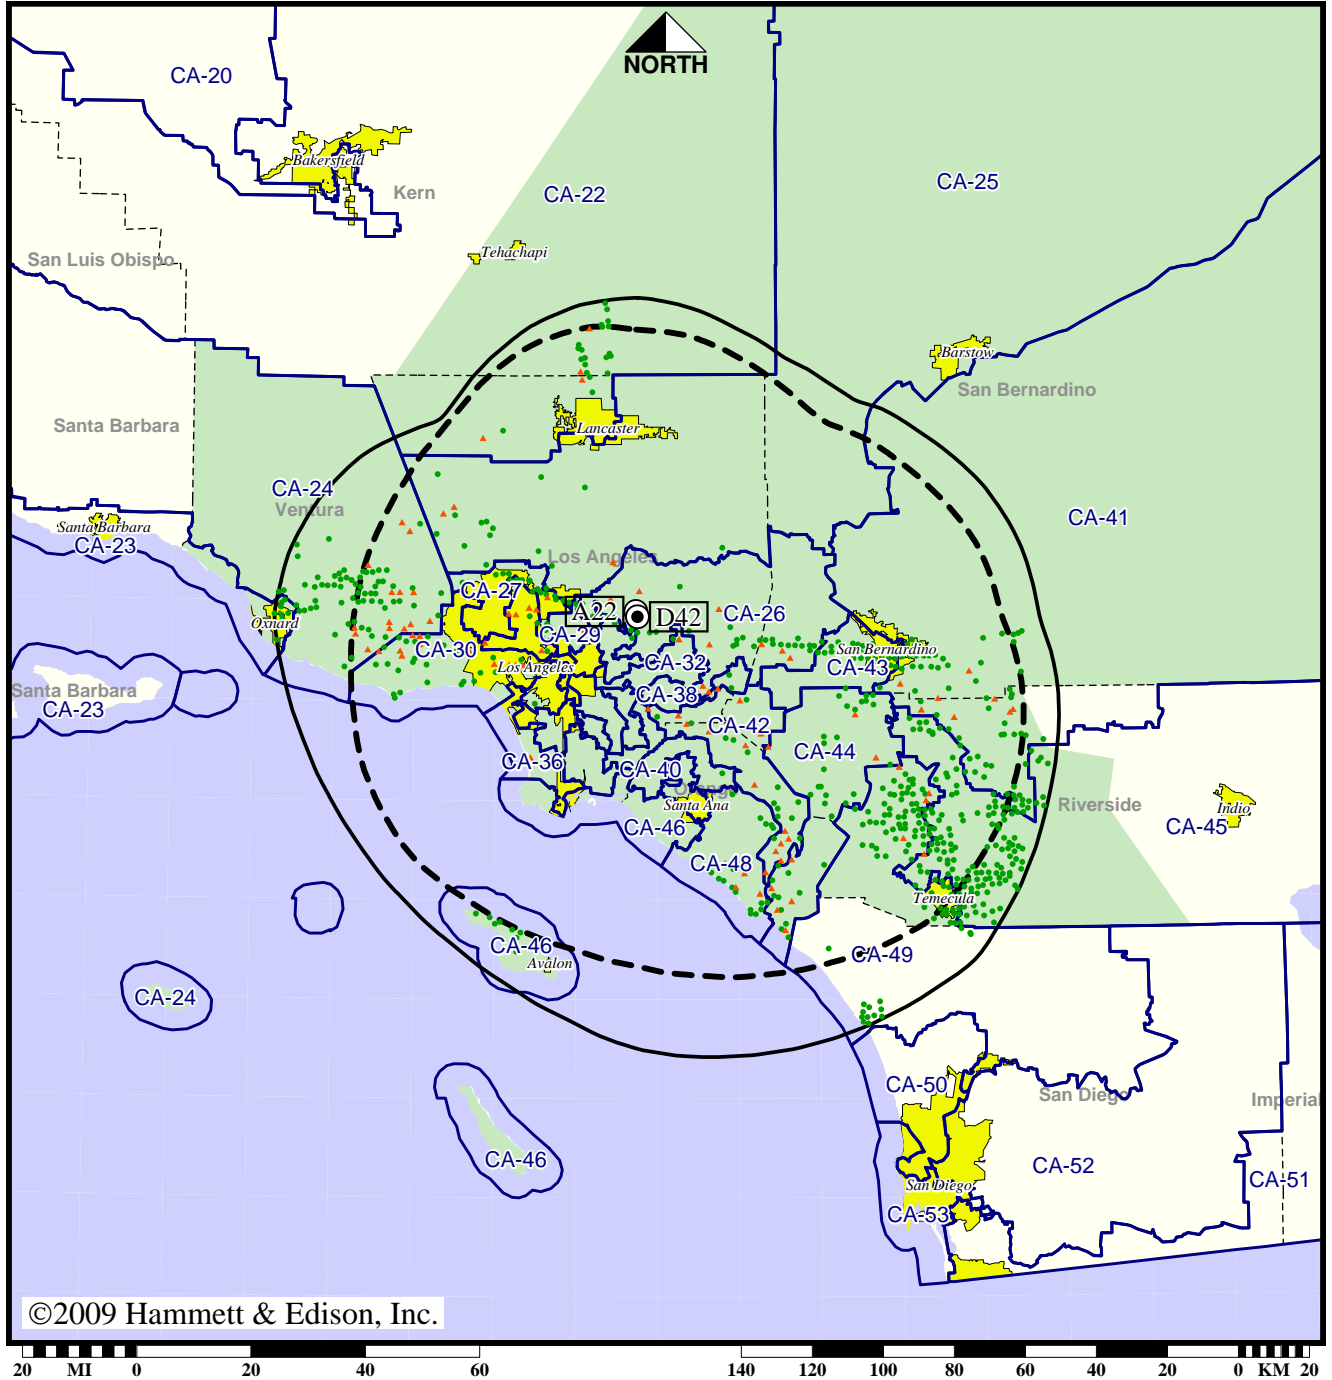 NORTH
CA-20
Bakersfield
Kern
CA-22
CA-25
Tehachapi
San Luis Obispo
Barstow
San Bernardino
Santa Barbara
Lancaster
CA-24
Ventura
CA-41
Santa Barbara
CA-23
Los Angeles
CA-27
A22
D42
CA-26
Oxnard
CA-29
CA-30
San Bernardino
Los Angeles
CA-32
CA-43
Santa Barbara
CA-23
CA-38
CA-42
CA-44
CA-36
CA-40
Orange
Santa Ana
Riverside
Indio
CA-46
CA-45
CA-48
Temecula
CA-46
CA-49
Avalon
CA-24
CA-50
San Diego
Imperial
CA-46
CA-52
CA-51
San Diego
CA-53
©2009 Hammett & Edison, Inc.
20 MI 0 20 40 60 140 120 100 80 60 40 20 0 KM 20